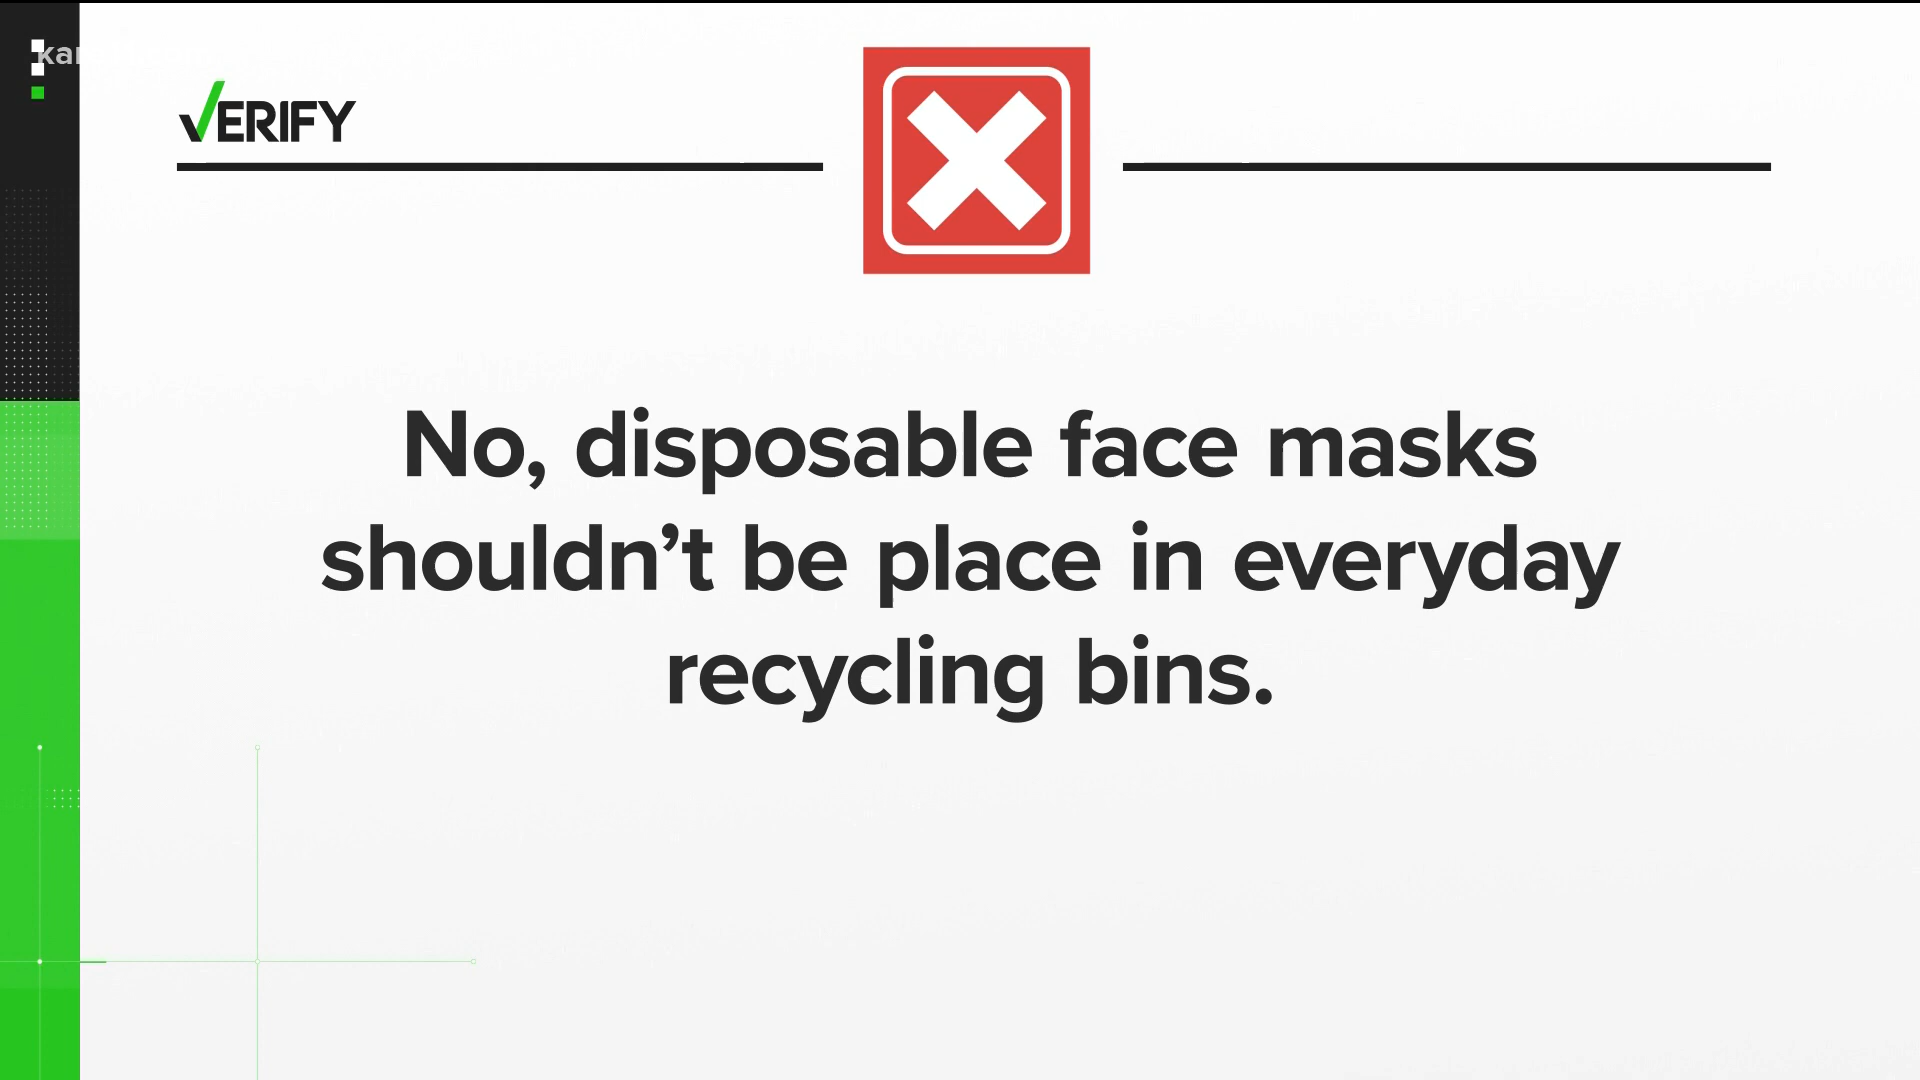 VERIFY
No, disposable face masks
shouldn’t be place in everyday
recycling bins.